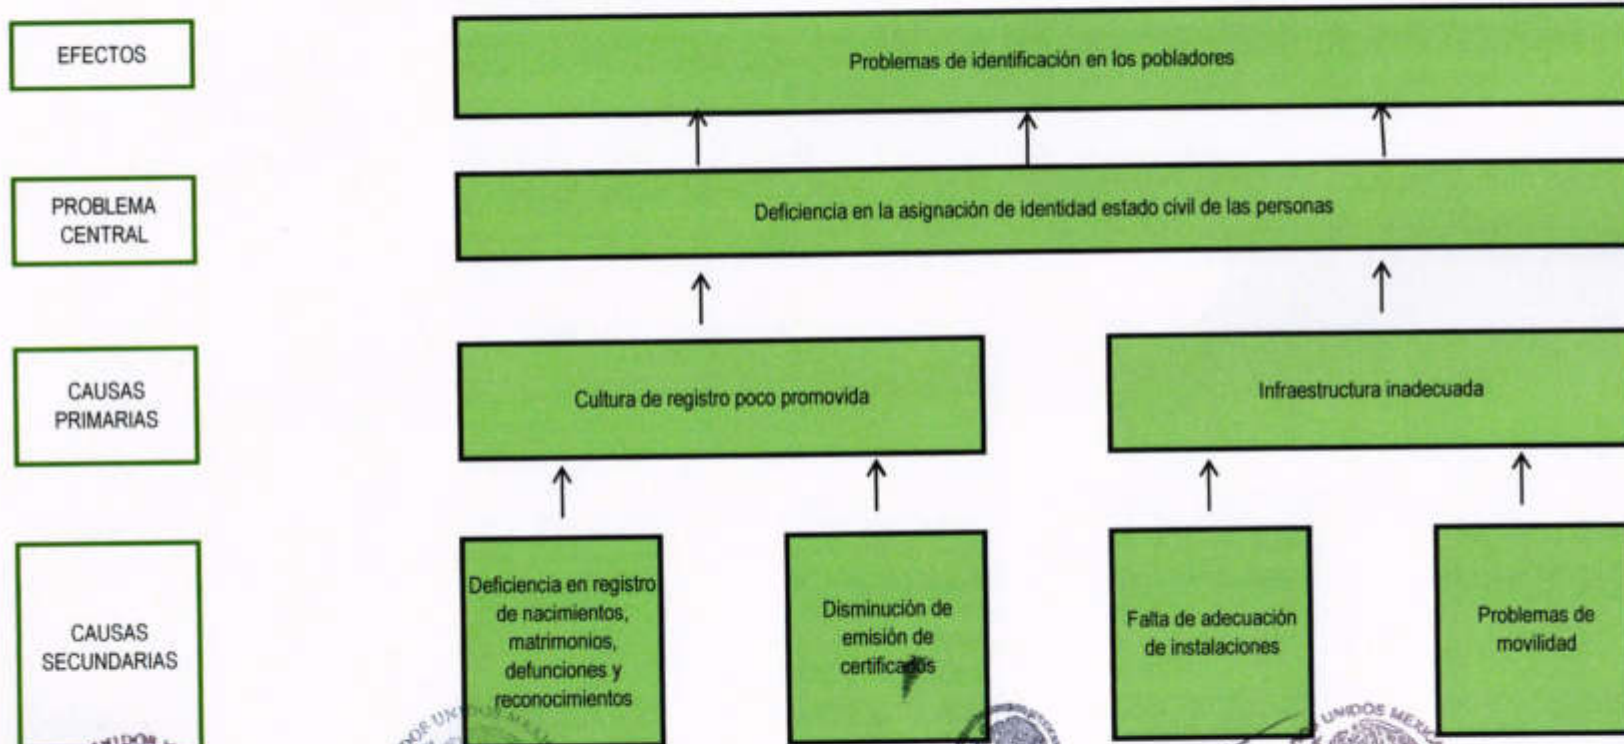 EFECTOS
Problemas de identificación en los pobladores
PROBLEMA
CENTRAL
Deficiencia en la asignación de identidad estado civil de las personas
CAUSAS
PRIMARIAS
Cultura de registro poco promovida
Infraestructura inadecuada
CAUSAS
SECUNDARIAS
Deficiencia en registro
de nacimientos,
matrimonios,
defunciones y
reconocimientos
Disminución de
emisión de
certificados
Falta de adecuación
de instalaciones
Problemas de
movilidad
UNIDOS